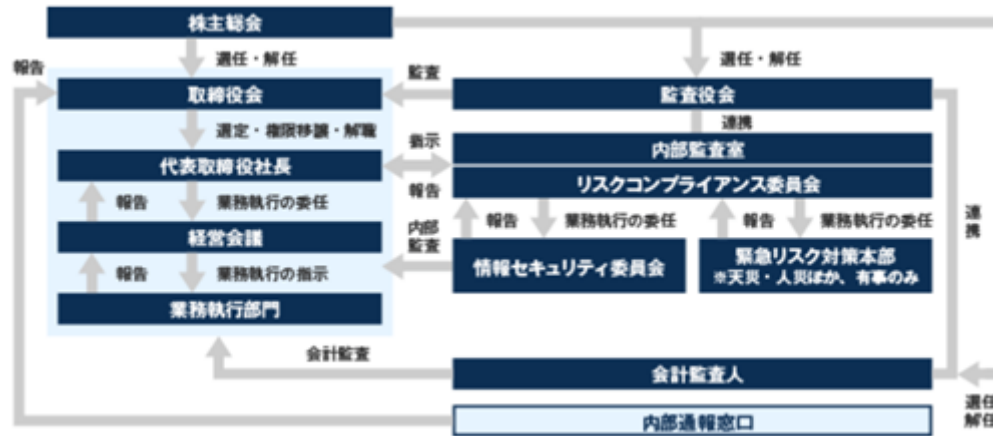 株主総会
選任・解任
選任・解任
報告
監査
取締役会
監査役会
選定・権限移譲・解職
連携
指示
内部監査室
代表取締役社長
リスクコンプライアンス委員会
報告
報告
業務執行の委任
報告
業務執行の委任
報告
業務執行の委任
連携
経営会議
内部監査
情報セキュリティ委員会
緊急リスク対策本部
※天災・人災ほか、有事のみ
報告
業務執行の指示
業務執行部門
会計監査
会計監査人
選任
解任
内部通報窓口